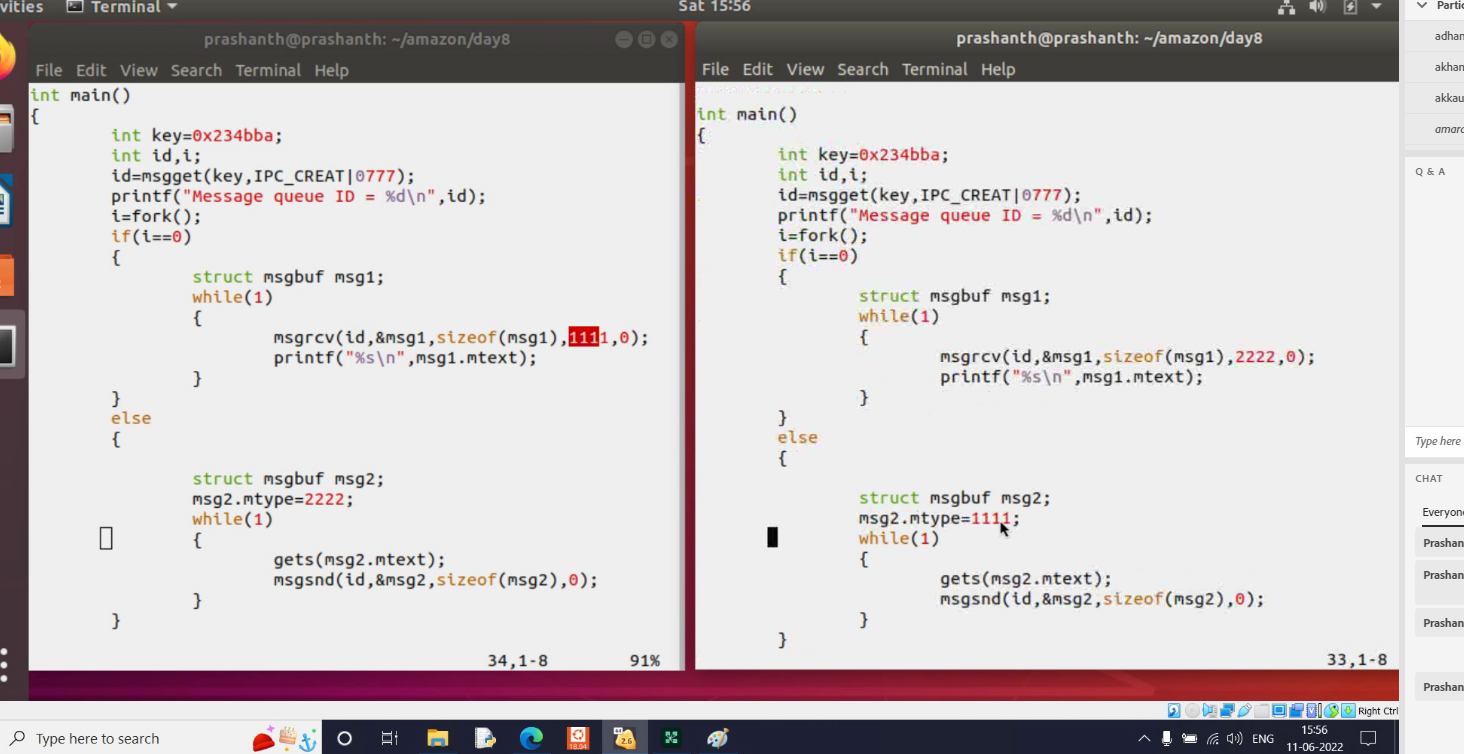 vities Terminal Sat 15:56
prashanth@prashanth: ~/amazon/day8
File Edit View Search Terminal Help
int main()
{
int key=0x234bba;
int id,i;
id=msgget(key,IPC_CREAT|0777);
printf("Message queue ID = %d\n",id);
i=fork();
if(i==0)
{
struct msgbuf msg1;
while(1)
{
msgrcv(id,&msg1,sizeof(msg1),1111,0);
printf("%s\n",msg1.mtext);
}
}
else
{
struct msgbuf msg2;
msg2.mtype=2222;
while(1)
{
gets(msg2.mtext);
msgsnd(id,&msg2,sizeof(msg2),0);
}
}
34,1-8 91%
prashanth@prashanth: ~/amazon/day8
File Edit View Search Terminal Help
int main()
{
int key=0x234bba;
int id,i;
id=msgget(key,IPC_CREAT|0777);
printf("Message queue ID = %d\n",id);
i=fork();
if(i==0)
{
struct msgbuf msg1;
while(1)
{
msgrcv(id,&msg1,sizeof(msg1),2222,0);
printf("%s\n",msg1.mtext);
}
}
else
{
struct msgbuf msg2;
msg2.mtype=1111;
while(1)
{
gets(msg2.mtext);
msgsnd(id,&msg2,sizeof(msg2),0);
}
}
33,1-8
Partic
adhan
akhan
akkau
amara
Q & A
Type here
CHAT
Everyone
Prashan
Prashan
Prashan
Prashan
Right Ctrl
Type here to search
18.04
2.6
ENG
15:56
11-06-2022